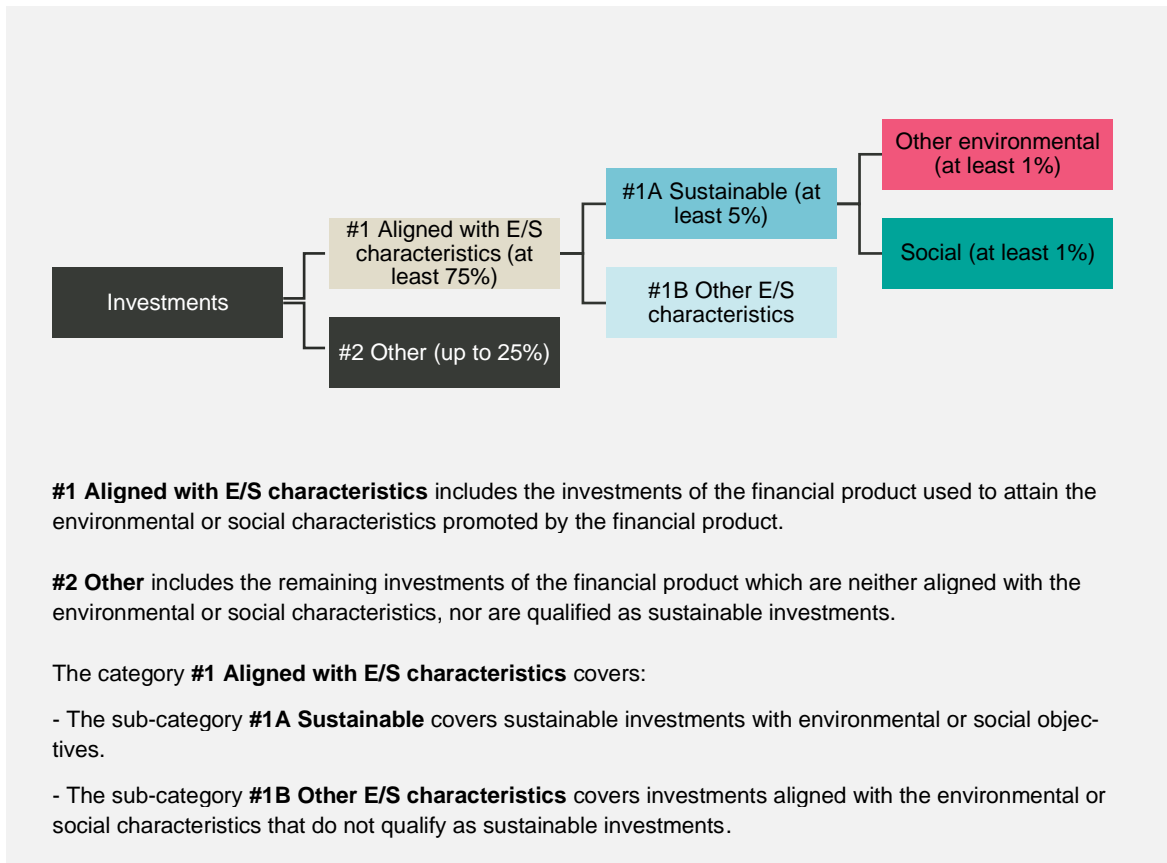 Other environmental
(at least 1%)
#1A Sustainable (at
least 5%)
#1 Aligned with E/S
characteristics (at
least 75%)
Social (at least 1%)
Investments
#1B Other E/S
characteristics
#2 Other (up to 25%)
#1 Aligned with E/S characteristics includes the investments of the financial product used to attain the
environmental or social characteristics promoted by the financial product.
#2 Other includes the remaining investments of the financial product which are neither aligned with the
environmental or social characteristics, nor are qualified as sustainable investments.
The category #1 Aligned with E/S characteristics covers:
- The sub-category #1A Sustainable covers sustainable investments with environmental or social objec-
tives.
- The sub-category #1B Other E/S characteristics covers investments aligned with the environmental or
social characteristics that do not qualify as sustainable investments.